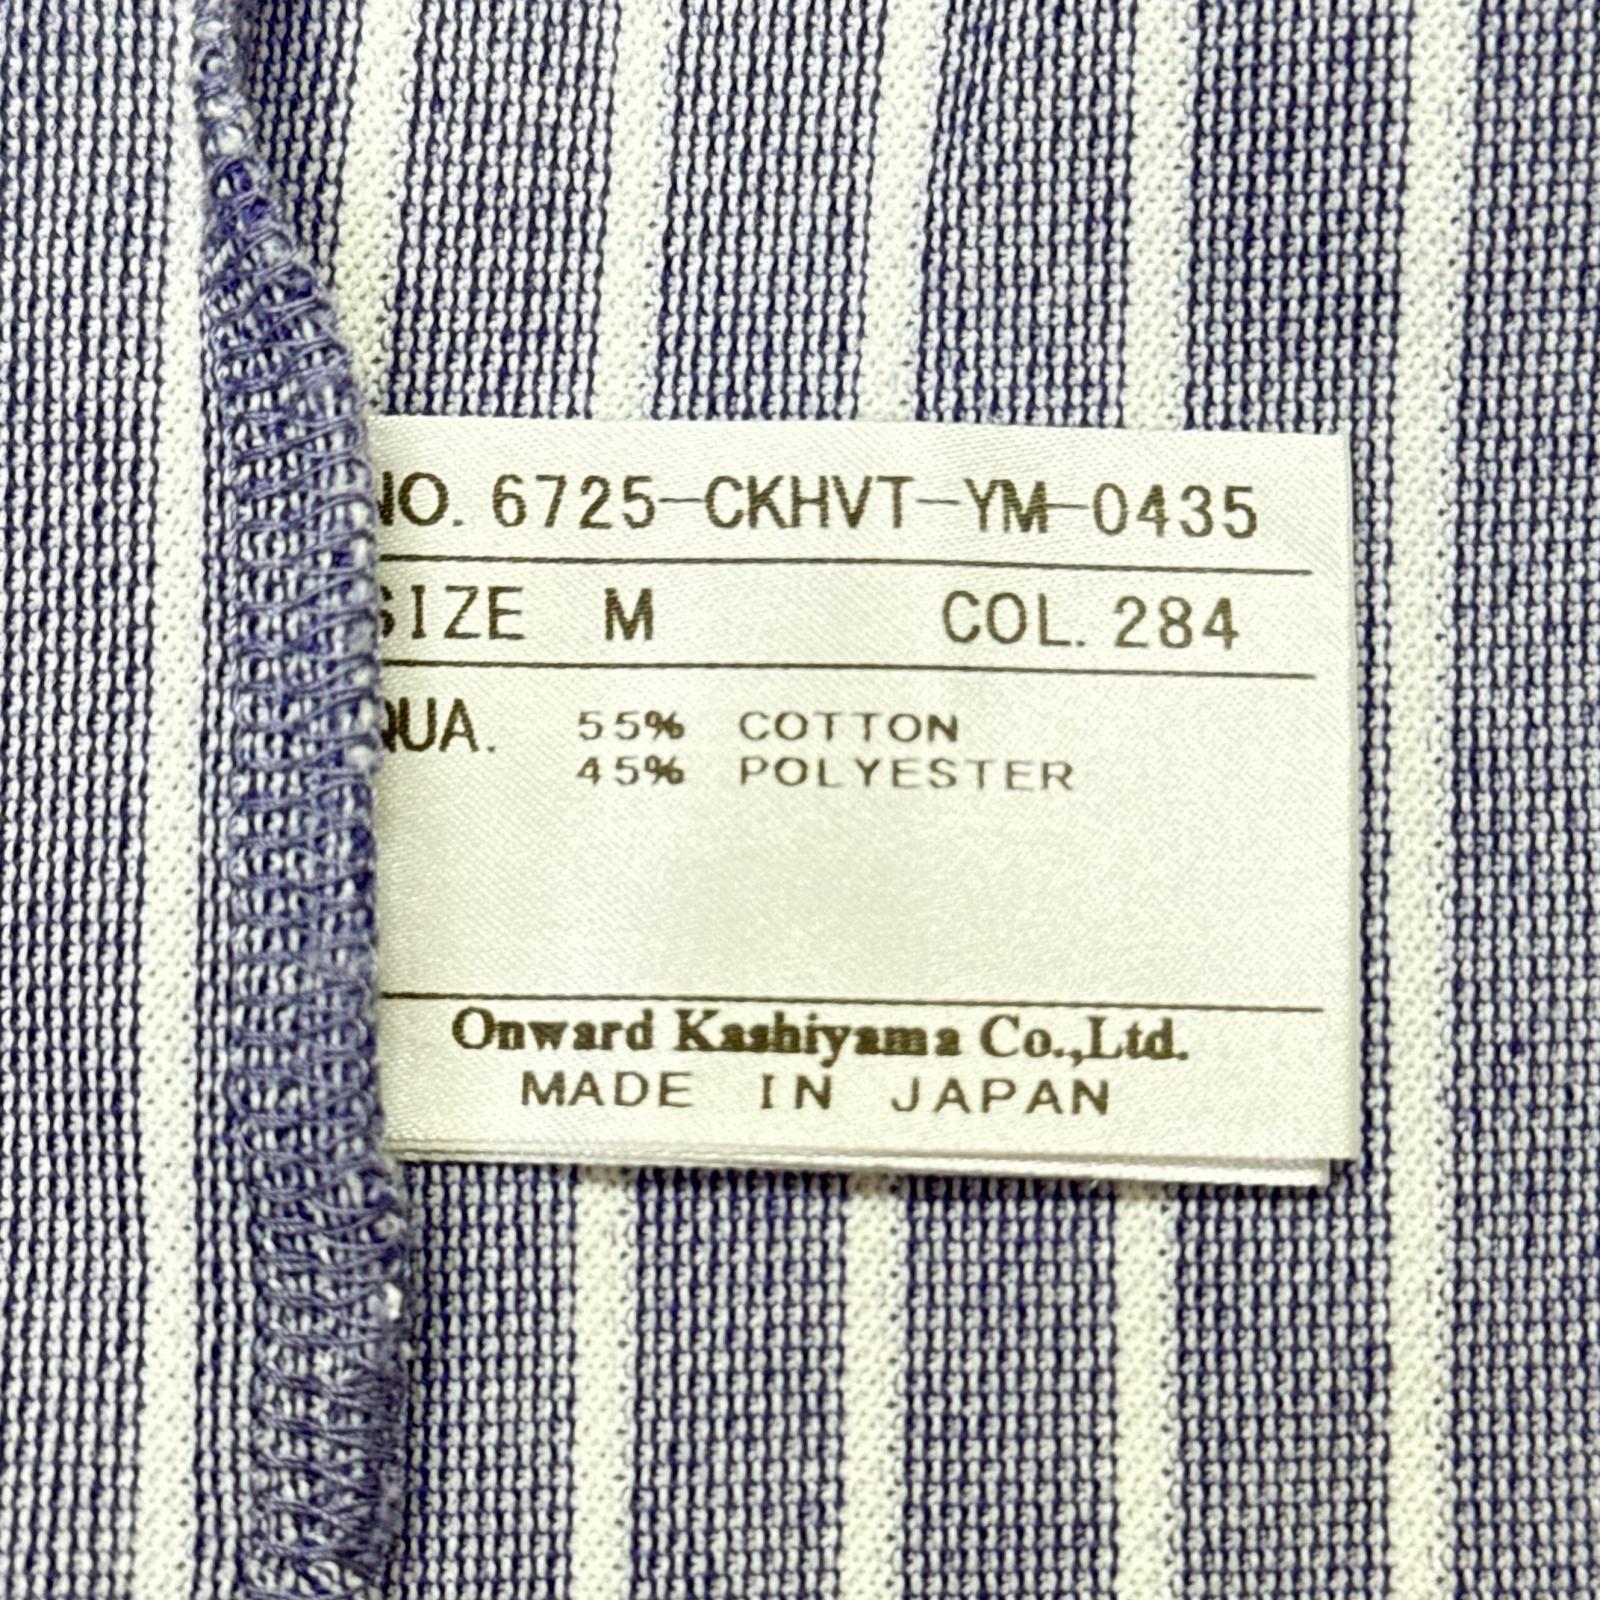 NO. 6725-CKHVT-YM-0435
SIZE M COL. 284
QUA. 55% COTTON
45% POLYESTER
Onward Kashiyama Co.,Ltd.
MADE IN JAPAN